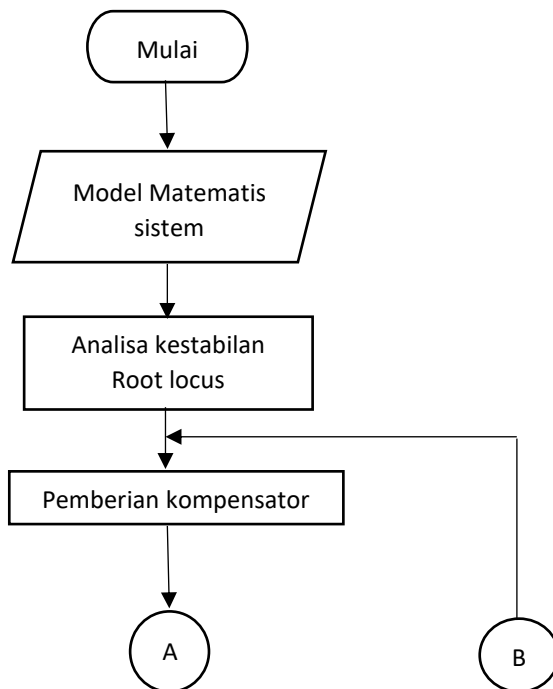 Mulai
Model Matematis
sistem
Analisa kestabilan
Root locus
Pemberian kompensator
A
B